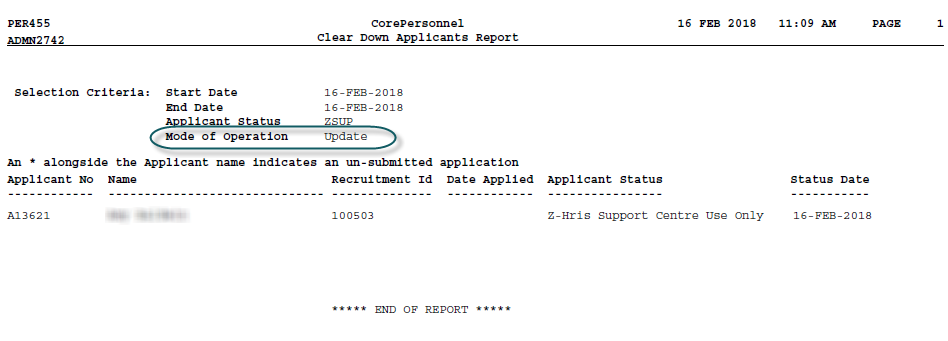 PER455 CorePersonnel 16 FEB 2018 11:09 AM PAGE 1
ADMN2742 Clear Down Applicants Report
Selection Criteria: Start Date 16-FEB-2018
End Date 16-FEB-2018
Applicant Status ZSUP
Mode of Operation Update
An * alongside the Applicant name indicates an un-submitted application
Applicant No Name Recruitment Id Date Applied Applicant Status Status Date
------------ ------------------------------ -------------- ------------ ---------------- -----------
A13621 100503 Z-Hris Support Centre Use Only 16-FEB-2018
***** END OF REPORT *****